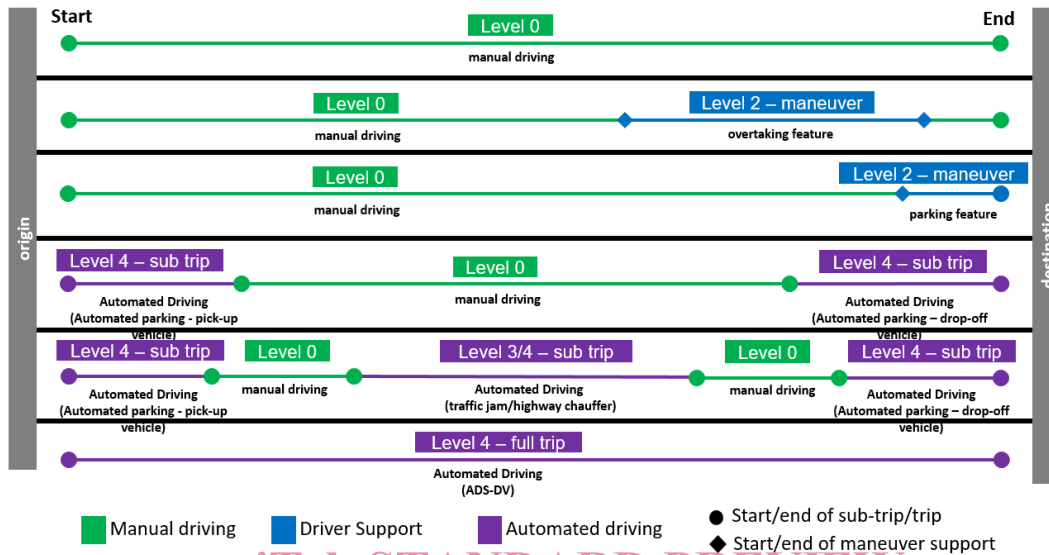 Start
End
Level 0
manual driving
Level 0
Level 2 – maneuver
manual driving
overtaking feature
Level 0
Level 2 – maneuver
manual driving
parking feature
origin
destination
Level 4 – sub trip
Level 0
Level 4 – sub trip
Automated Driving
(Automated parking - pick-up
vehicle)
manual driving
Automated Driving
(Automated parking – drop-off
vehicle)
Level 4 – sub trip
Level 0
Level 3/4 – sub trip
Level 0
Level 4 – sub trip
Automated Driving
(Automated parking - pick-up
vehicle)
manual driving
Automated Driving
(traffic jam/highway chauffer)
manual driving
Automated Driving
(Automated parking – drop-off
vehicle)
Level 4 – full trip
Automated Driving
(ADS-DV)
Manual driving
Driver Support
Automated driving
Start/end of sub-trip/trip
Start/end of maneuver support
iTeh STANDARD PREVIEW